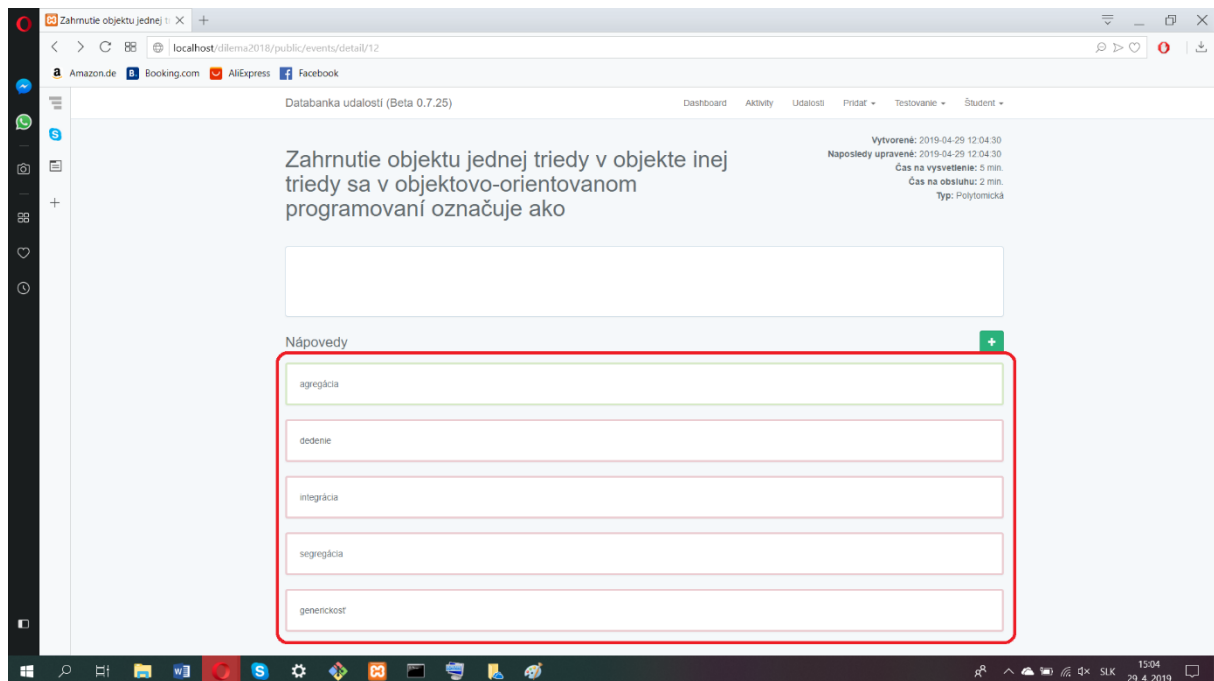 Zahrnutie objektu jednej t
localhost/dilema2018/public/events/detail/12
Amazon.de Booking.com AliExpress Facebook
Databanka udalostí (Beta 0.7.25) Dashboard Aktivity Udalosti Pridať Testovanie Študent
Vytvorené: 2019-04-29 12:04:30
Naposledy upravené: 2019-04-29 12:04:30
Čas na vysvetlenie: 5 min.
Čas na obsluhu: 2 min.
Typ: Polytomická
Zahrnutie objektu jednej triedy v objekte inej
triedy sa v objektovo-orientovanom
programovaní označuje ako
Nápovedy
+
agregácia
dedenie
integrácia
segregácia
generickosť
SLK
15:04
29. 4. 2019